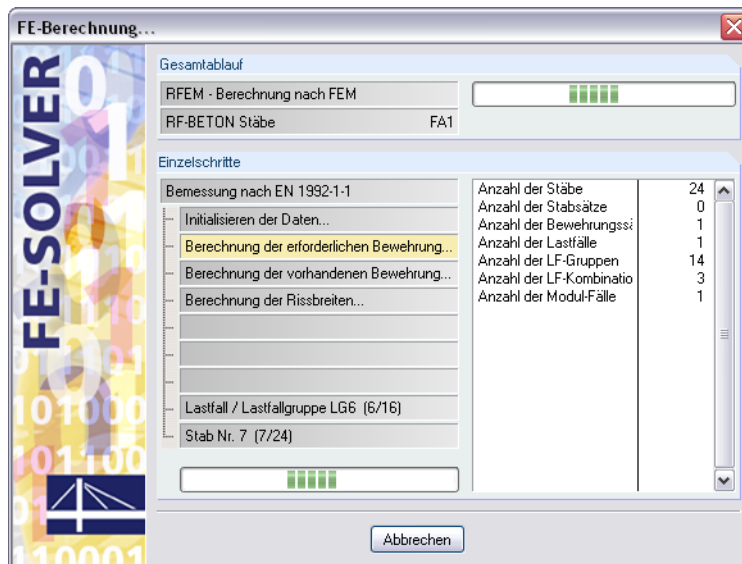 FE-Berechnung...
FE-SOLVER
Gesamtablauf
RFEM - Berechnung nach FEM
RF-BETON Stäbe FA1
Einzelschritte
Bemessung nach EN 1992-1-1
Initialisieren der Daten...
Berechnung der erforderlichen Bewehrung...
Berechnung der vorhandenen Bewehrung...
Berechnung der Rissbreiten...
Lastfall / Lastfallgruppe LG6 (6/16)
Stab Nr. 7 (7/24)
Anzahl der Stäbe 24
Anzahl der Stabsätze 0
Anzahl der Bewehrungssä 1
Anzahl der Lastfälle 1
Anzahl der LF-Gruppen 14
Anzahl der LF-Kombinatio 3
Anzahl der Modul-Fälle 1
Abbrechen